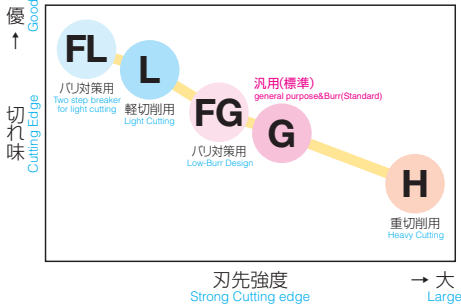 優
Good
↑
切れ味
Cutting Edge
FL
バリ対策用
Two step breaker
for light cutting
L
軽切削用
Light Cutting
FG
バリ対策用
Low-Burr Design
汎用(標準)
general purpose&Burr(Standard)
G
H
重切削用
Heavy Cutting
刃先強度
Strong Cutting edge
→ 大
Large